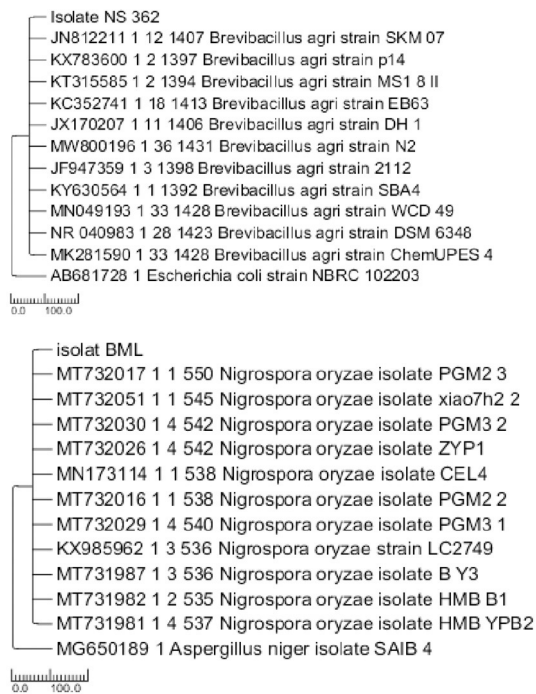 Isolate NS 362
JN812211 1 12 1407 Brevibacillus agri strain SKM 07
KX783600 1 2 1397 Brevibacillus agri strain p14
KT315585 1 2 1394 Brevibacillus agri strain MS1 8 II
KC352741 1 18 1413 Brevibacillus agri strain EB63
JX170207 1 11 1406 Brevibacillus agri strain DH 1
MW800196 1 36 1431 Brevibacillus agri strain N2
JF947359 1 3 1398 Brevibacillus agri strain 2112
KY630564 1 1 1392 Brevibacillus agri strain SBA4
MN049193 1 33 1428 Brevibacillus agri strain WCD 49
NR 040983 1 28 1423 Brevibacillus agri strain DSM 6348
MK281590 1 33 1428 Brevibacillus agri strain ChemUPES 4
AB681728 1 Escherichia coli strain NBRC 102203
0.0 100.0
isolat BML
MT732017 1 1 550 Nigrospora oryzae isolate PGM2 3
MT732051 1 1 545 Nigrospora oryzae isolate xiao7h2 2
MT732030 1 4 542 Nigrospora oryzae isolate PGM3 2
MT732026 1 4 542 Nigrospora oryzae isolate ZYP1
MN173114 1 1 538 Nigrospora oryzae isolate CEL4
MT732016 1 1 538 Nigrospora oryzae isolate PGM2 2
MT732029 1 4 540 Nigrospora oryzae isolate PGM3 1
KX985962 1 3 536 Nigrospora oryzae strain LC2749
MT731987 1 3 536 Nigrospora oryzae isolate B Y3
MT731982 1 2 535 Nigrospora oryzae isolate HMB B1
MT731981 1 4 537 Nigrospora oryzae isolate HMB YPB2
MG650189 1 Aspergillus niger isolate SAIB 4
0.0 100.0